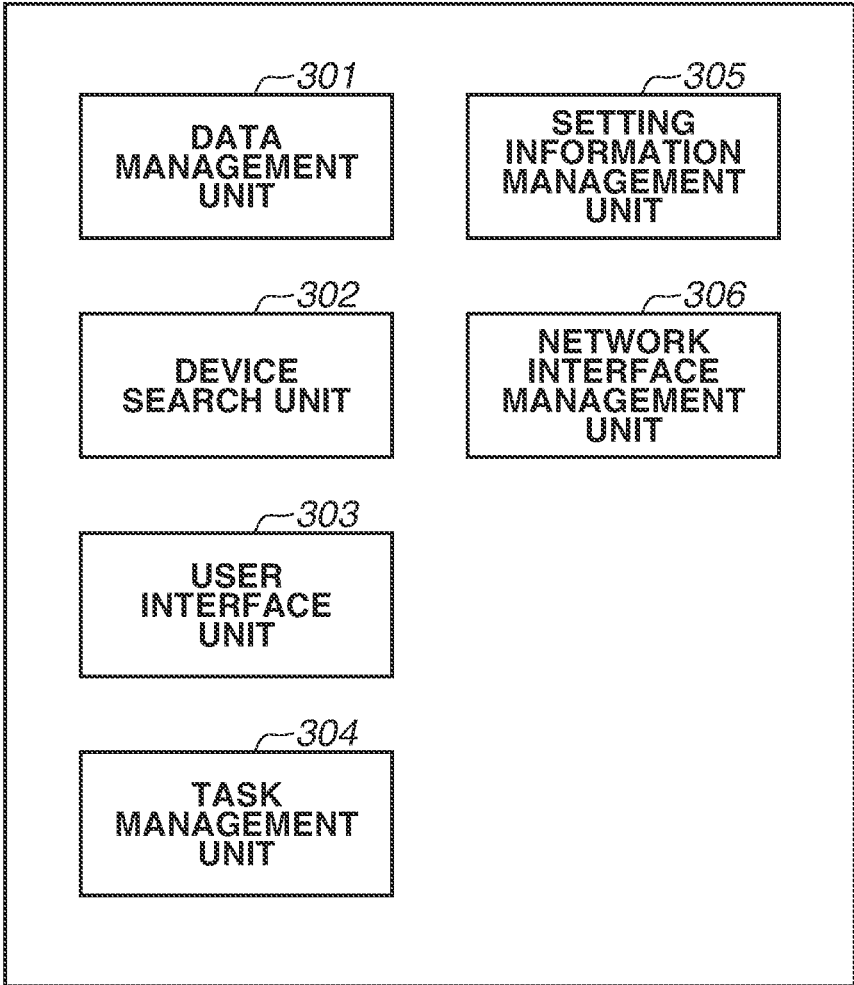 301
DATA
MANAGEMENT
UNIT
302
DEVICE
SEARCH UNIT
303
USER
INTERFACE
UNIT
304
TASK
MANAGEMENT
UNIT
305
SETTING
INFORMATION
MANAGEMENT
UNIT
306
NETWORK
INTERFACE
MANAGEMENT
UNIT